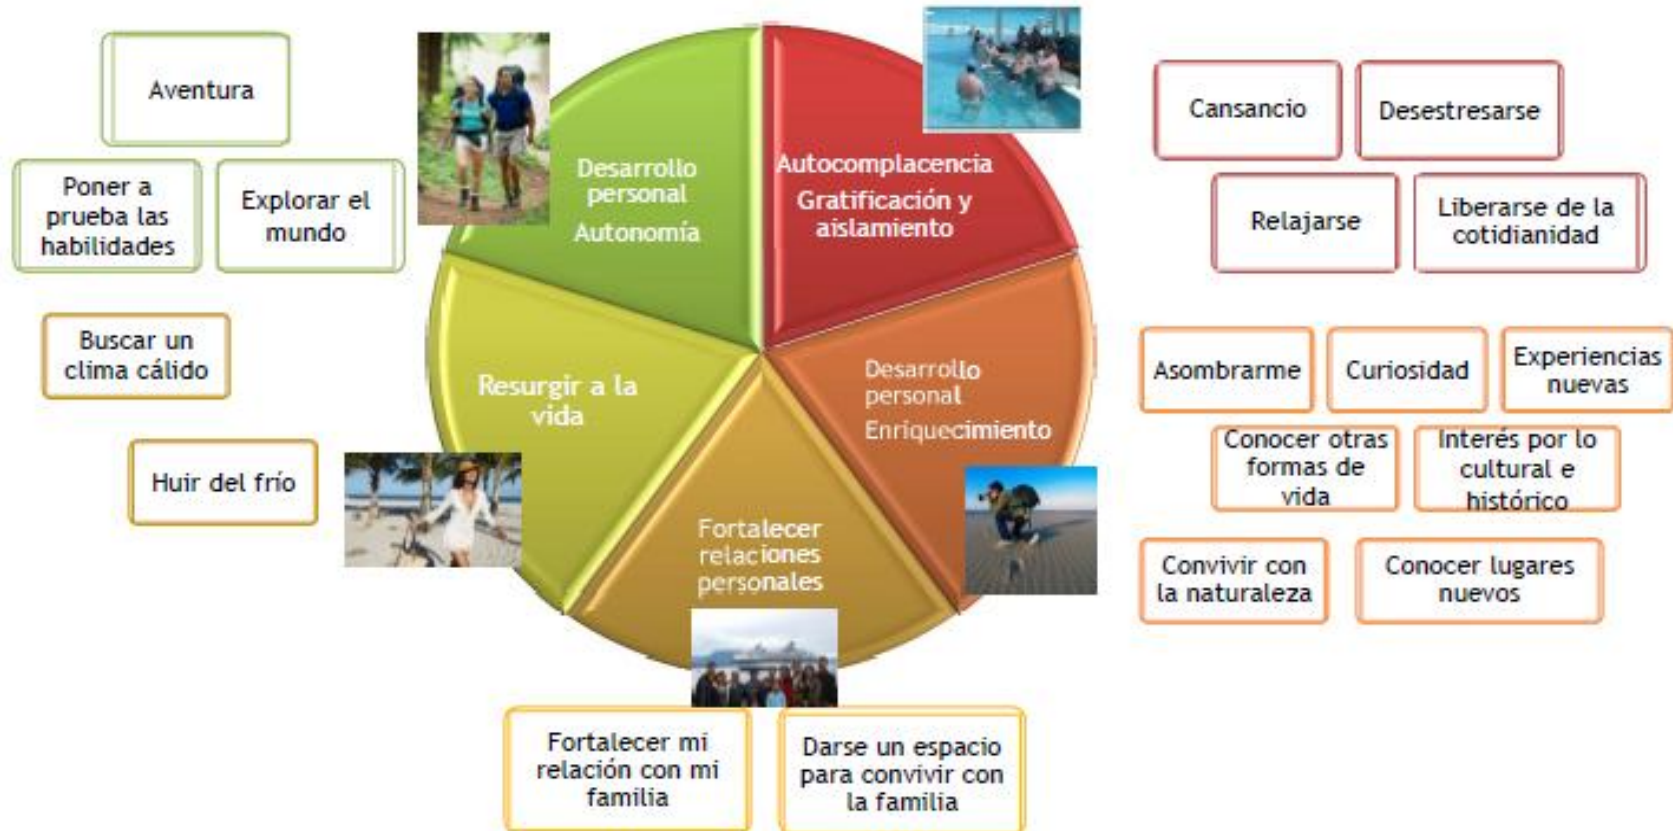 Aventura
Poner a
prueba las
habilidades
Explorar el
mundo
Buscar un
clima cálido
Huir del frío
Desarrollo
personal
Autonomía
Autocomplacencia
Gratificación y
aislamiento
Resurgir a la
vida
Desarrollo
personal
Enriquecimiento
Fortalecer
relaciones
personales
Cansancio
Desestresarse
Relajarse
Liberarse de la
cotidianidad
Asombrarme
Curiosidad
Experiencias
nuevas
Conocer otras
formas de
vida
Interés por lo
cultural e
histórico
Convivir con
la naturaleza
Conocer lugares
nuevos
Fortalecer mi
relación con mi
familia
Darse un espacio
para convivir con
la familia